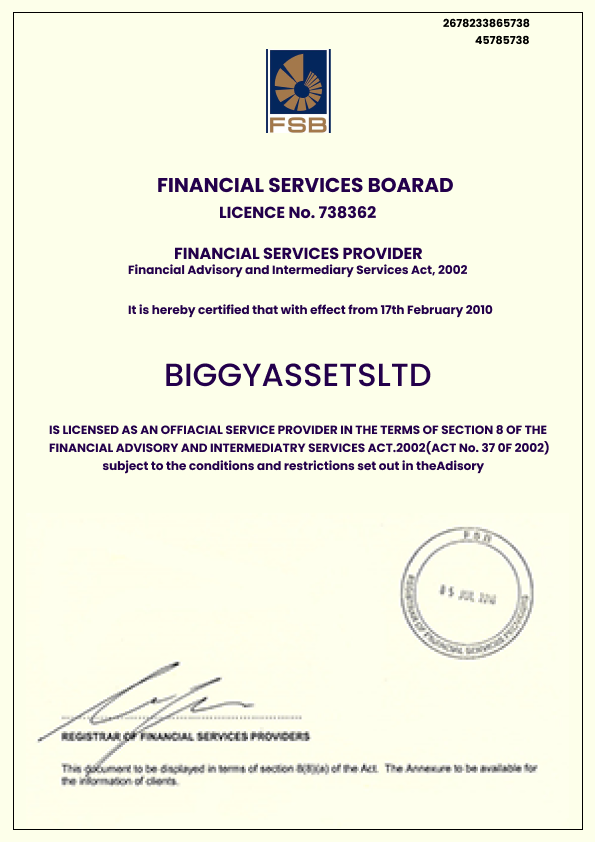 2678233865738
45785738
FSB
FINANCIAL SERVICES BOARAD
LICENCE No. 738362
FINANCIAL SERVICES PROVIDER
Financial Advisory and Intermediary Services Act, 2002
It is hereby certified that with effect from 17th February 2010
BIGGYASSETSLTD
IS LICENSED AS AN OFFIACIAL SERVICE PROVIDER IN THE TERMS OF SECTION 8 OF THE
FINANCIAL ADVISORY AND INTERMEDIATRY SERVICES ACT.2002(ACT No. 37 0F 2002)
subject to the conditions and restrictions set out in theAdisory
JUL
REGISTRAR OF FINANCIAL SERVICES PROVIDERS
REGISTRAR OF FINANCIAL SERVICES PROVIDERS
This document to be displayed in terms of section 8(8)(a) of the Act. The Annexure to be available for
the information of clients.